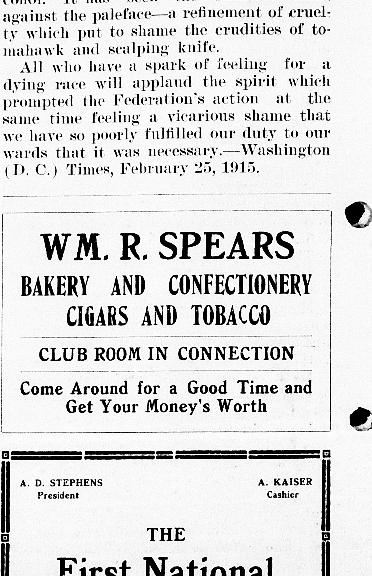 against the paleface—a refinement of cruel-
ty which put to shame the crudities of to-
mahawk and scalping knife.
All who have a spark of feeling for a
dying race will applaud the spirit which
prompted the Federation's action at the
same time feeling a vicarious shame that
we have so poorly fulfilled our duty to our
wards that it was necessary.—Washington
(D. C.) Times, February 25, 1915.
WM. R. SPEARS
BAKERY AND CONFECTIONERY
CIGARS AND TOBACCO
CLUB ROOM IN CONNECTION
Come Around for a Good Time and
Get Your Money's Worth
A. D. STEPHENS
President
A. KAISER
Cashier
THE
First National